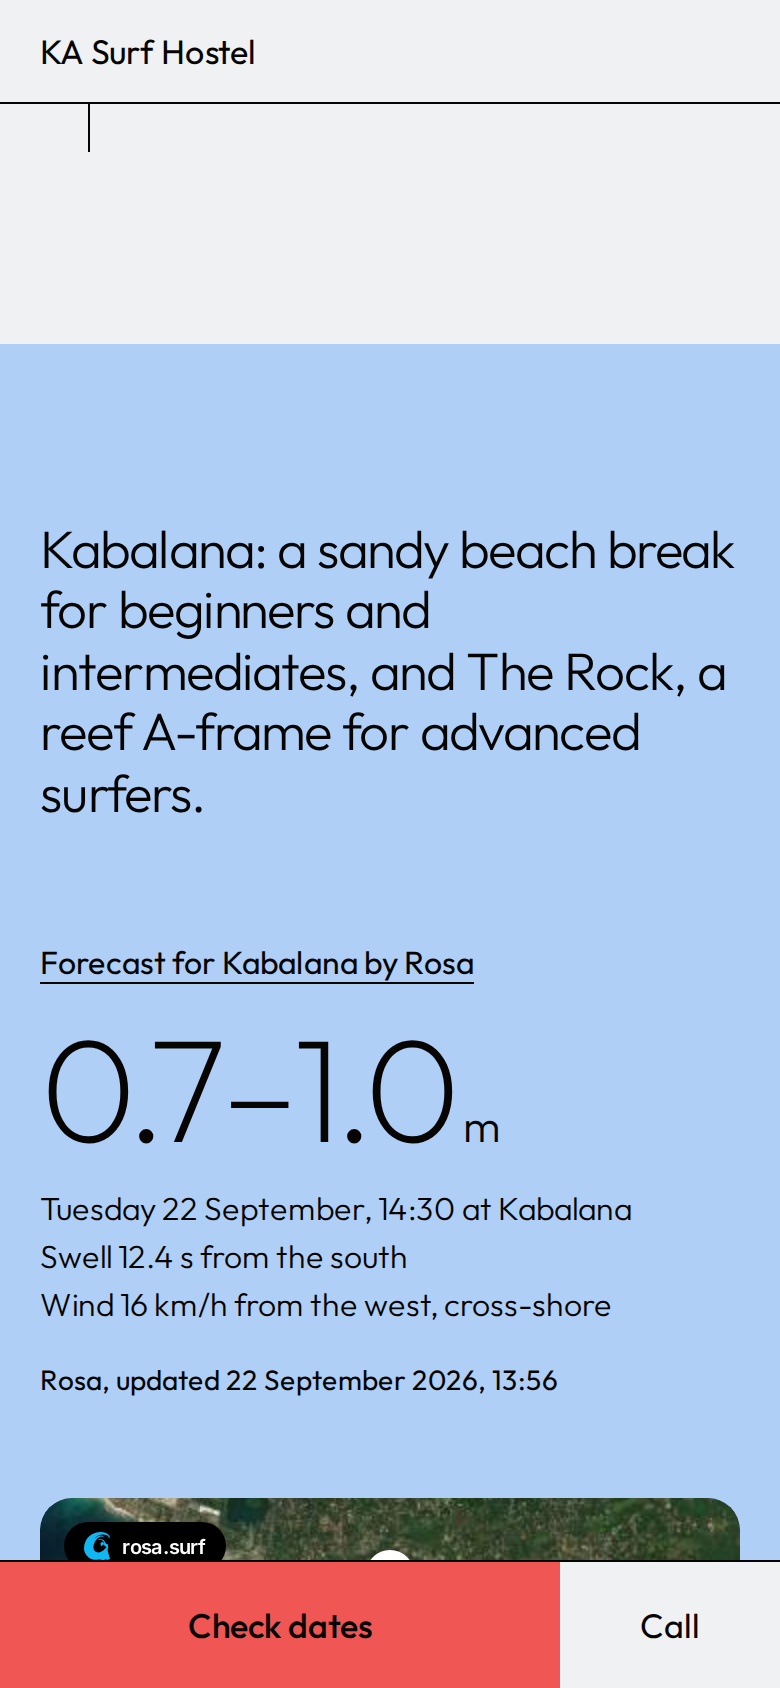 KA Surf Hostel
Kabalana: a sandy beach break
for beginners and
intermediates, and The Rock, a
reef A-frame for advanced
surfers.
Forecast for Kabalana by Rosa
0.7–1.0 m
Tuesday 22 September, 14:30 at Kabalana
Swell 12.4 s from the south
Wind 16 km/h from the west, cross-shore
Rosa, updated 22 September 2026, 13:56
rosa.surf
Check dates
Call